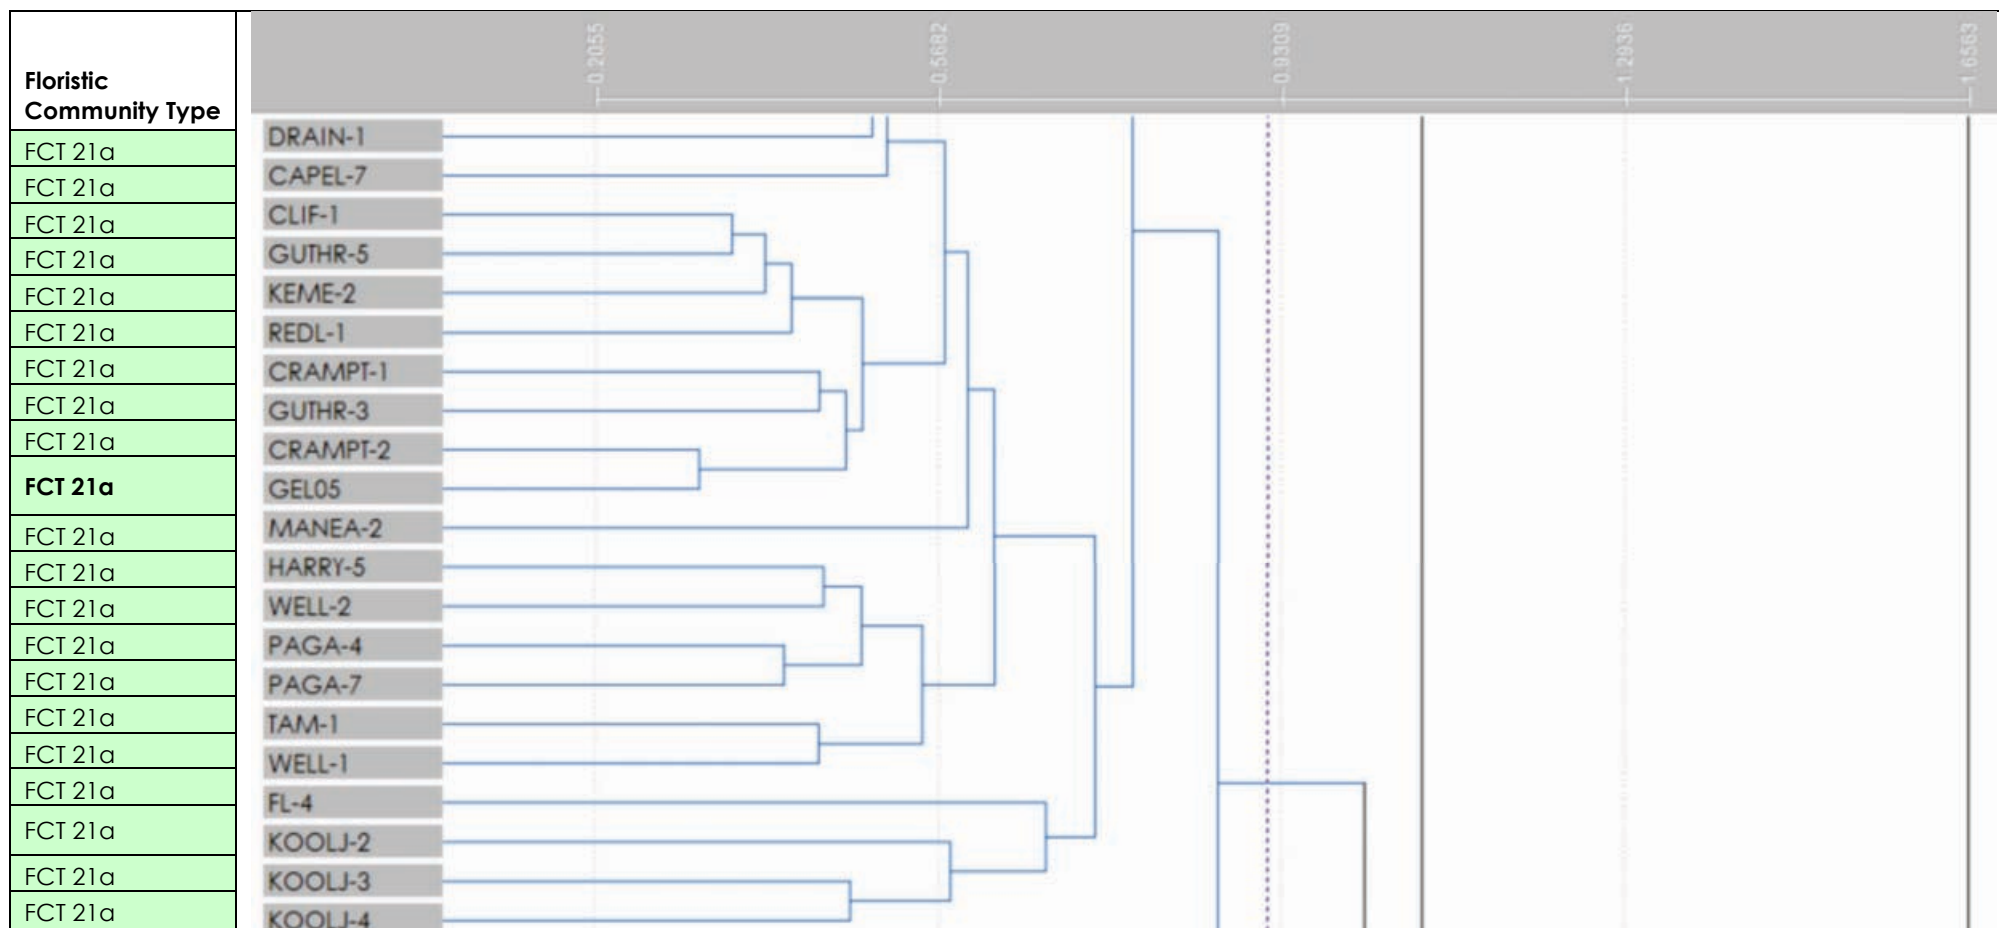 Floristic
Community Type
0.2055
0.5682
0.9309
1.2936
1.6563
FCT 21a
DRAIN-1
FCT 21a
CAPEL-7
FCT 21a
CLIF-1
FCT 21a
GUTHR-5
FCT 21a
KEME-2
FCT 21a
REDL-1
FCT 21a
CRAMPT-1
FCT 21a
GUTHR-3
FCT 21a
CRAMPT-2
FCT 21a
GEL05
FCT 21a
MANEA-2
FCT 21a
HARRY-5
FCT 21a
WELL-2
FCT 21a
PAGA-4
FCT 21a
PAGA-7
FCT 21a
TAM-1
FCT 21a
WELL-1
FCT 21a
FL-4
FCT 21a
KOOLJ-2
FCT 21a
KOOLJ-3
FCT 21a
KOOLJ-4